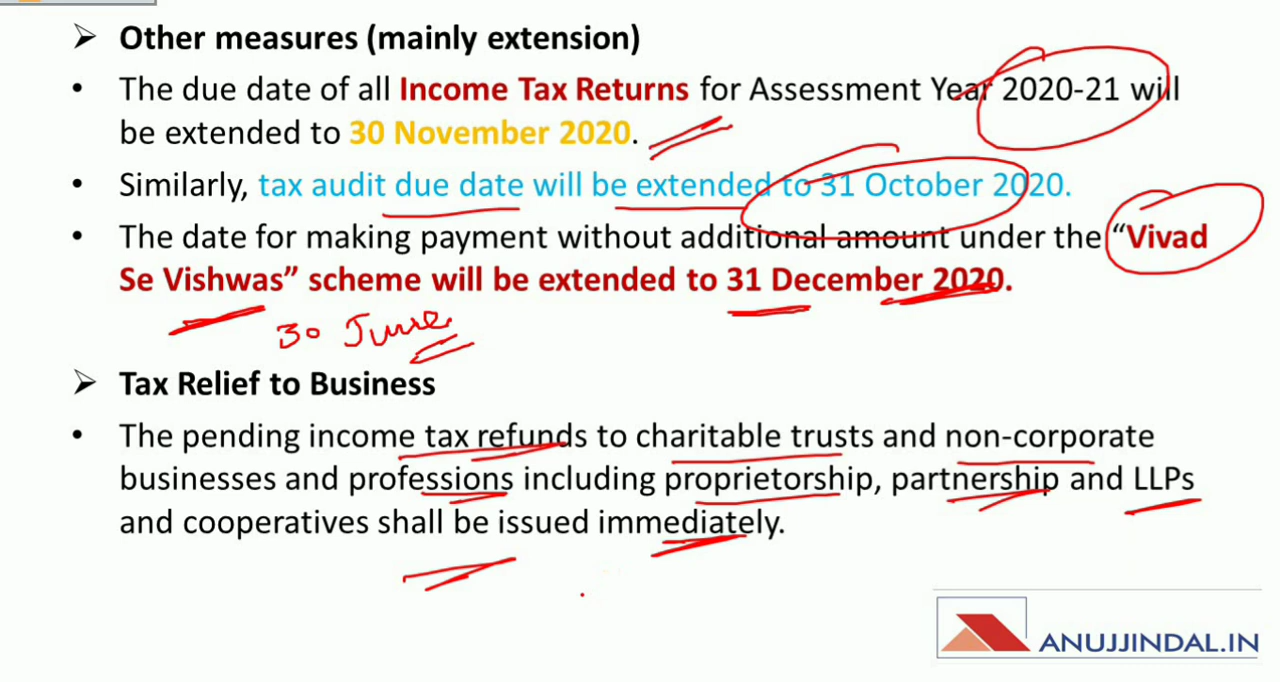 ➤ Other measures (mainly extension)
• The due date of all Income Tax Returns for Assessment Year 2020-21 will
be extended to 30 November 2020.
• Similarly, tax audit due date will be extended to 31 October 2020.
• The date for making payment without additional amount under the “Vivad
Se Vishwas” scheme will be extended to 31 December 2020.
30 June
➤ Tax Relief to Business
• The pending income tax refunds to charitable trusts and non-corporate
businesses and professions including proprietorship, partnership and LLPs
and cooperatives shall be issued immediately.
ANUJJINDAL.IN